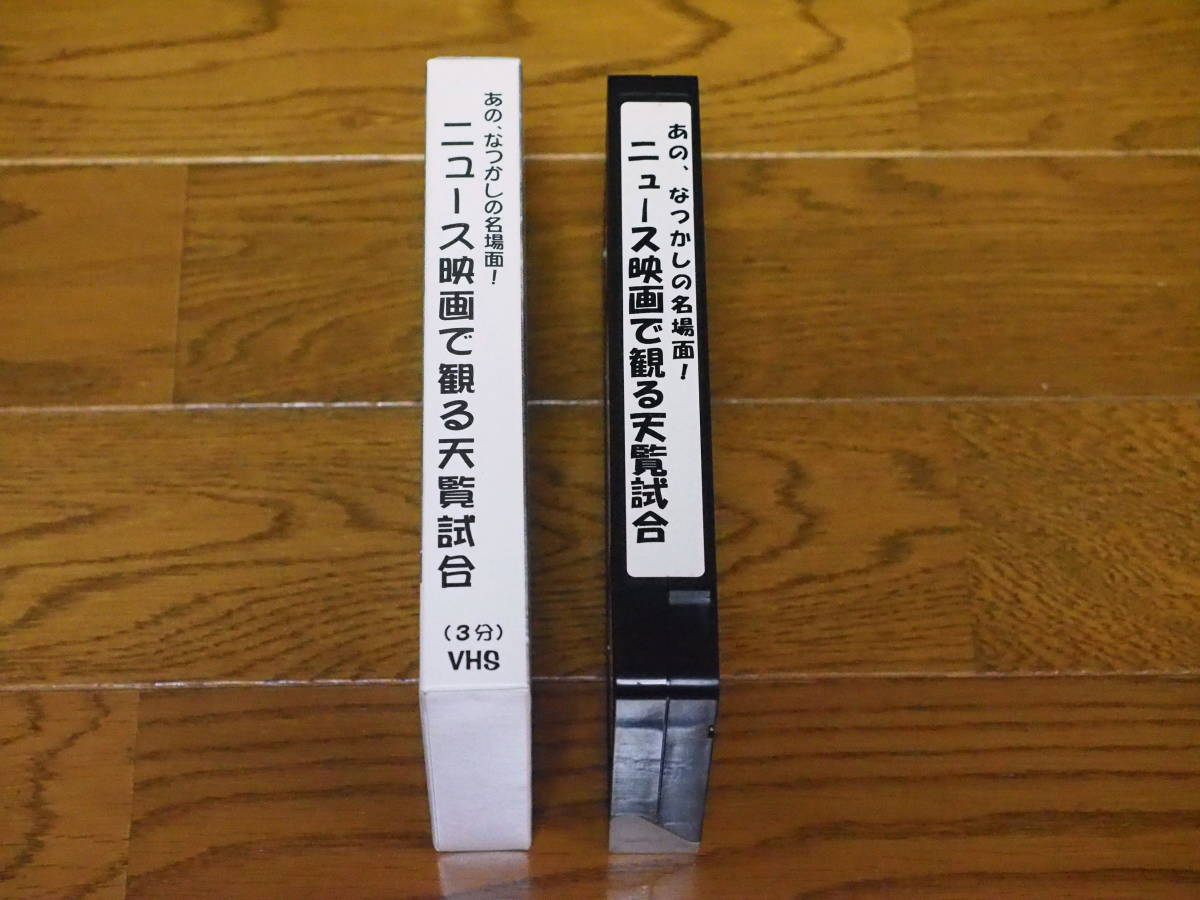 あの、なつかしの名場面！
ニュース映画で観る天覧試合
（3分）
VHS
あの、なつかしの名場面！
ニュース映画で観る天覧試合